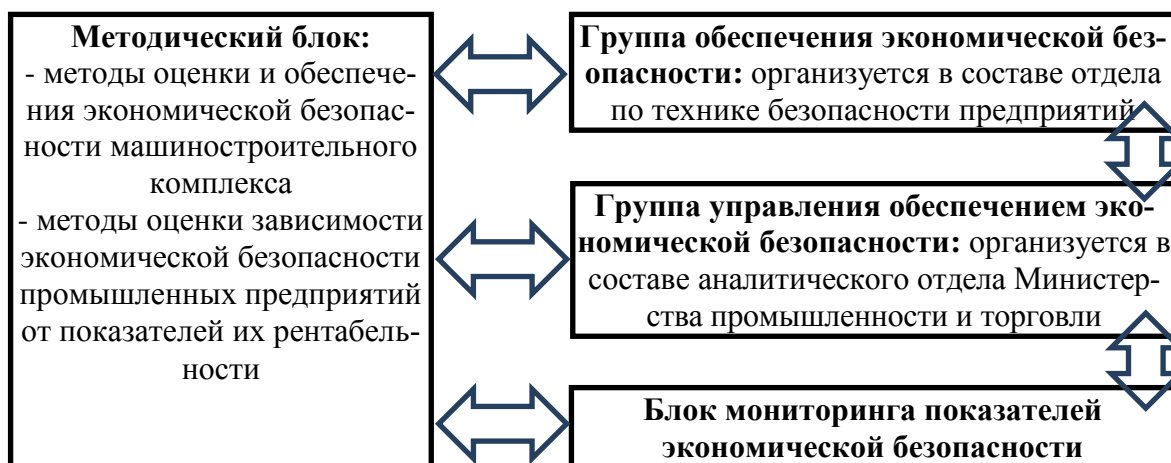 Методический блок:
- методы оценки и обеспече-
ния экономической безопас-
ности машиностроительного
комплекса
- методы оценки зависимости
экономической безопасности
промышленных предприятий
от показателей их рентабель-
ности
Группа обеспечения экономической без-
опасности: организуется в составе отдела
по технике безопасности предприятий
Группа управления обеспечением эко-
номической безопасности: организуется в
составе аналитического отдела Министер-
ства промышленности и торговли
Блок мониторинга показателей
экономической безопасности